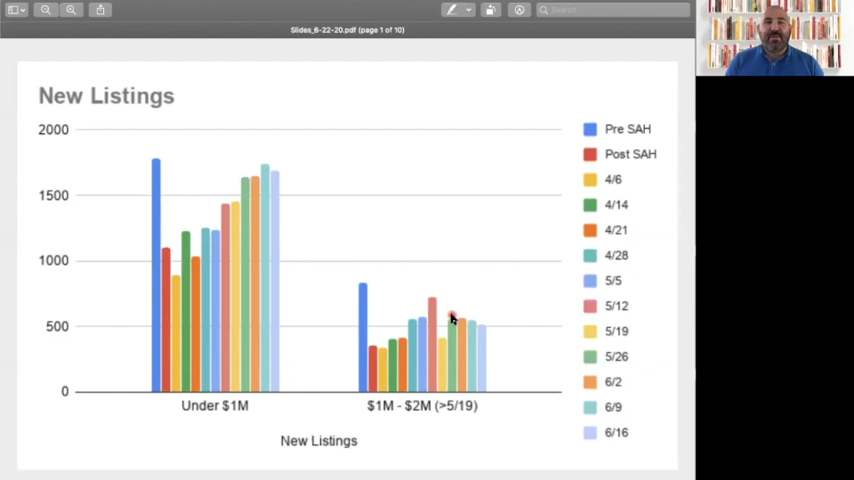 Search
Slides_6-22-20.pdf (page 1 of 10)
New Listings
2000
1500
1000
500
0
Under $1M
$1M - $2M (>5/19)
New Listings
Pre SAH
Post SAH
4/6
4/14
4/21
4/28
5/5
5/12
5/19
5/26
6/2
6/9
6/16